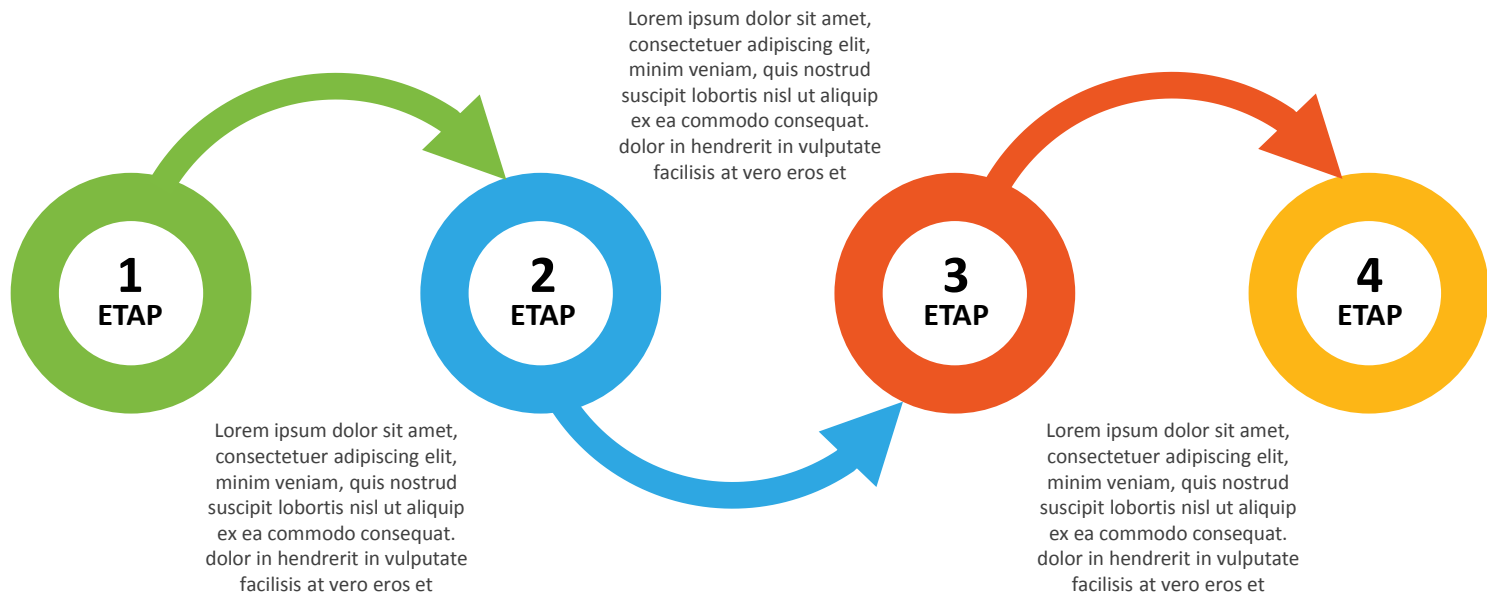 Lorem ipsum dolor sit amet,
consectetuer adipiscing elit,
minim veniam, quis nostrud
suscipit lobortis nisl ut aliquip
ex ea commodo consequat.
dolor in hendrerit in vulputate
facilisis at vero eros et
1
ETAP
2
ETAP
3
ETAP
4
ETAP
Lorem ipsum dolor sit amet,
consectetuer adipiscing elit,
minim veniam, quis nostrud
suscipit lobortis nisl ut aliquip
ex ea commodo consequat.
dolor in hendrerit in vulputate
facilisis at vero eros et
Lorem ipsum dolor sit amet,
consectetuer adipiscing elit,
minim veniam, quis nostrud
suscipit lobortis nisl ut aliquip
ex ea commodo consequat.
dolor in hendrerit in vulputate
facilisis at vero eros et